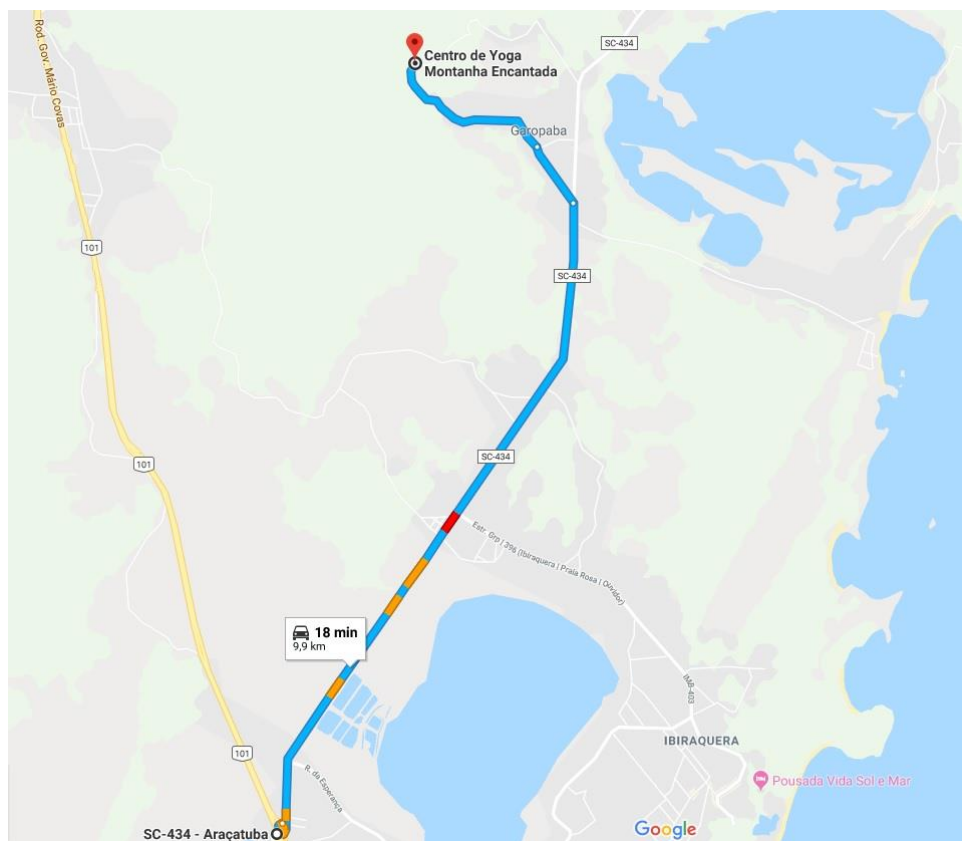 Rod. Gov. Mário Covas
SC-434
Centro de Yoga
Montanha Encantada
Garopaba
101
SC-434
SC-434
101
Estr. Grp | 396 (Ibiraquera | Praia Rosa | Ouvidor)
18 min
9,9 km
IMB-403
IBIRAQUERA
101
R. da Esperança
Pousada Vida Sol e Mar
SC-434 - Araçatuba
Google